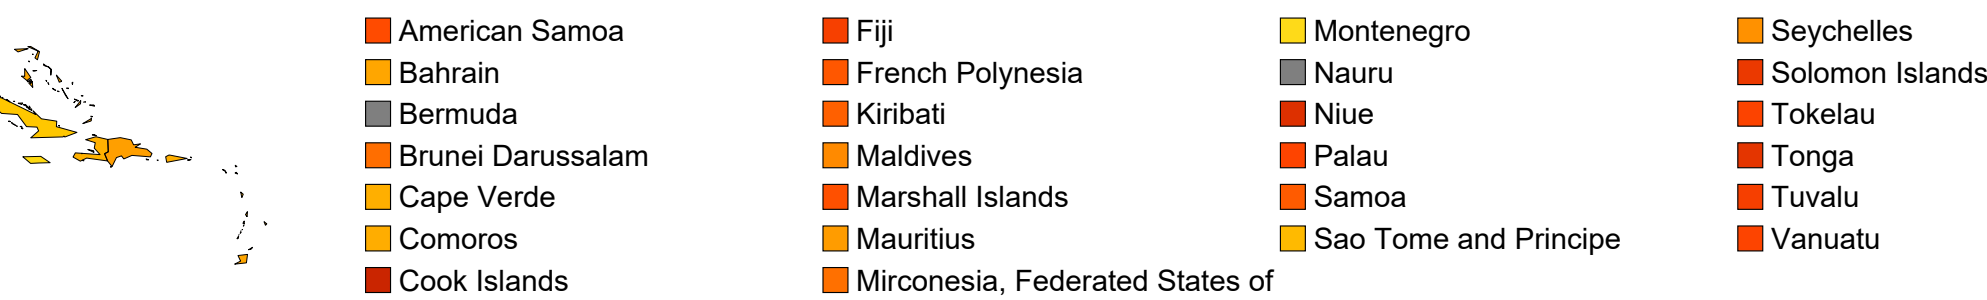 American Samoa
Bahrain
Bermuda
Brunei Darussalam
Cape Verde
Comoros
Cook Islands
Fiji
French Polynesia
Kiribati
Maldives
Marshall Islands
Mauritius
Mirconesia, Federated States of
Montenegro
Nauru
Niue
Palau
Samoa
Sao Tome and Principe
Seychelles
Solomon Islands
Tokelau
Tonga
Tuvalu
Vanuatu